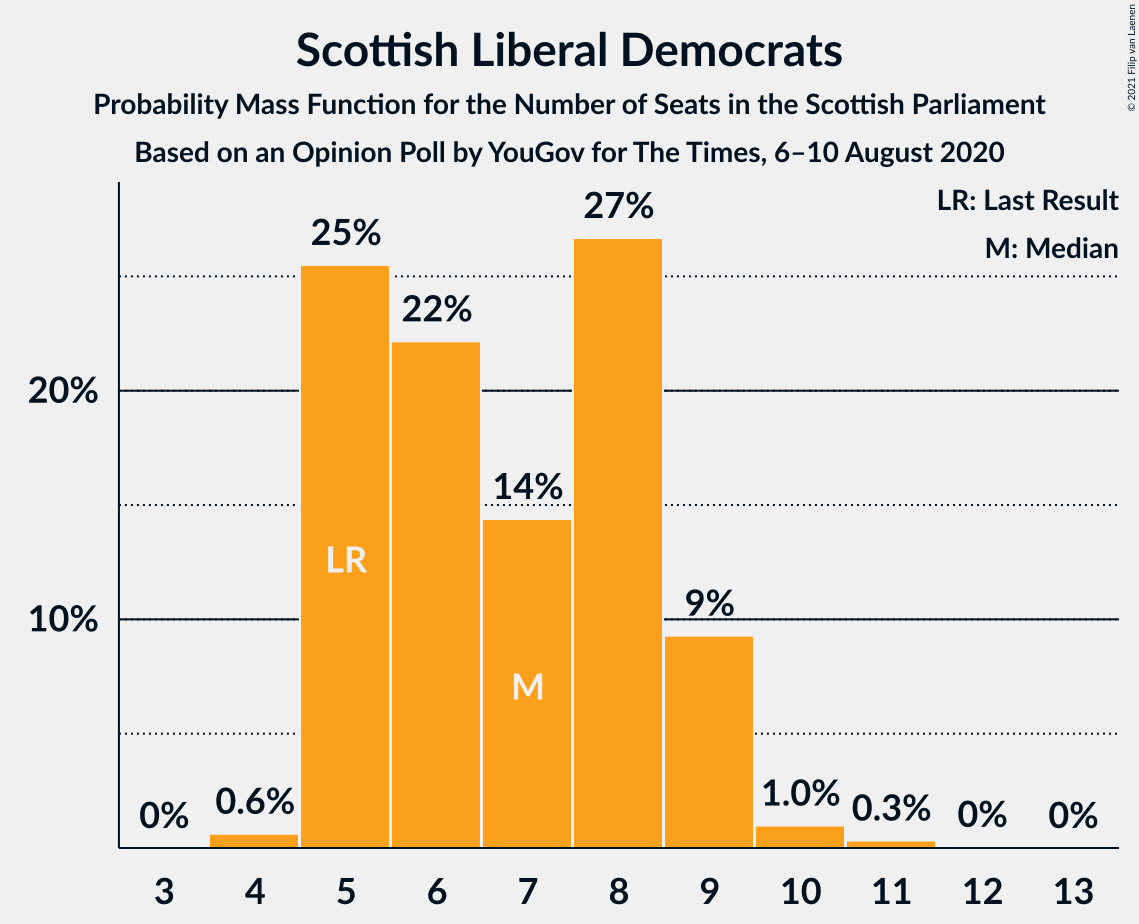 Scottish Liberal Democrats
Probability Mass Function for the Number of Seats in the Scottish Parliament
Based on an Opinion Poll by YouGov for The Times, 6–10 August 2020
© 2021 Filip van Laenen
LR: Last Result
M: Median
27%
25%
22%
20%
14%
LR
9%
10%
M
0%
0.6%
1.0%
0.3%
0%
0%
3 4 5 6 7 8 9 10 11 12 13